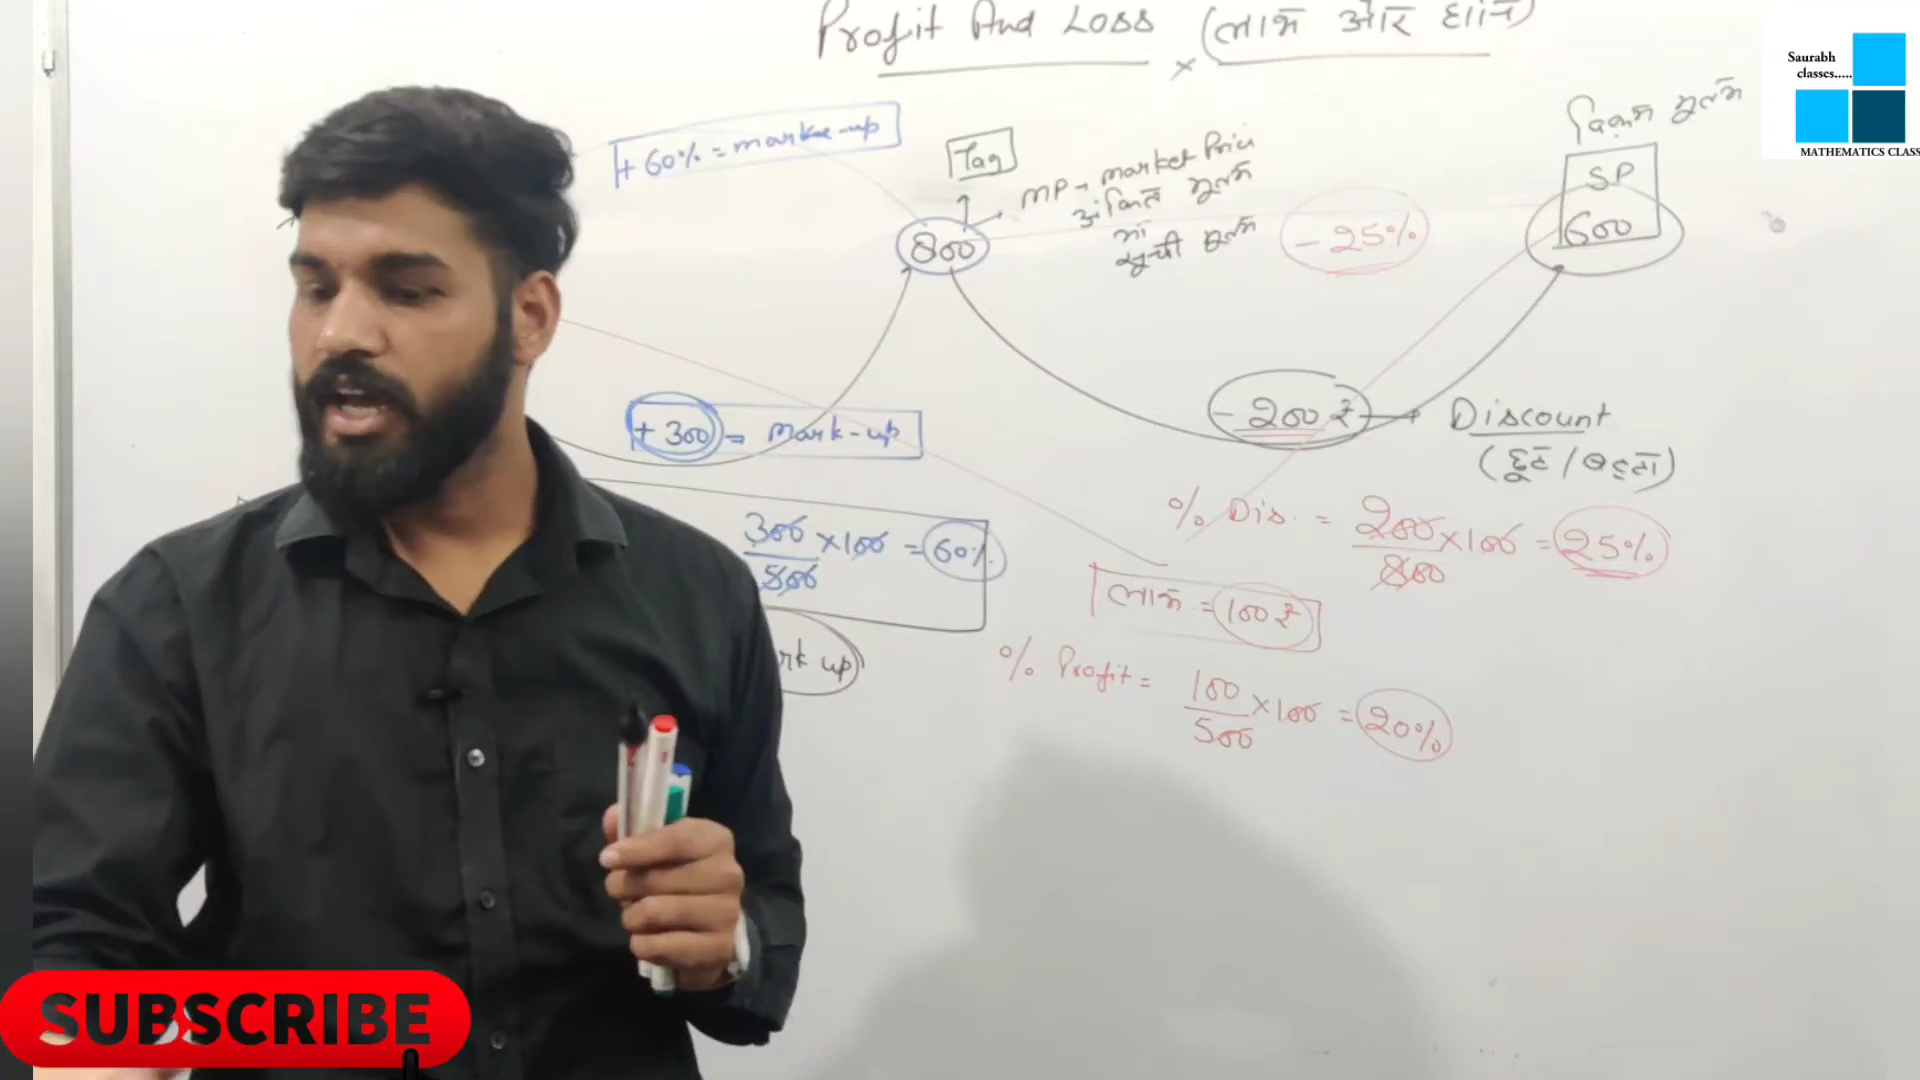 Profit And Loss (लाभ और हानि)
Saurabh
classes.....
MATHEMATICS CLASS
+ 60% = marke-up
Tag
MP → market Price
अंकित मूल्य
या
सूची मूल्य
800
- 25%
विक्रय मूल्य
SP
600
+ 300 = mark-up
- 200 ₹ → Discount
(छूट / बट्टा)
300/500 × 100 = 60%
% Dis. = 200/800 × 100 = 25%
लाभ = 100 ₹
rk up
% Profit = 100/500 × 100 = 20%
SUBSCRIBE